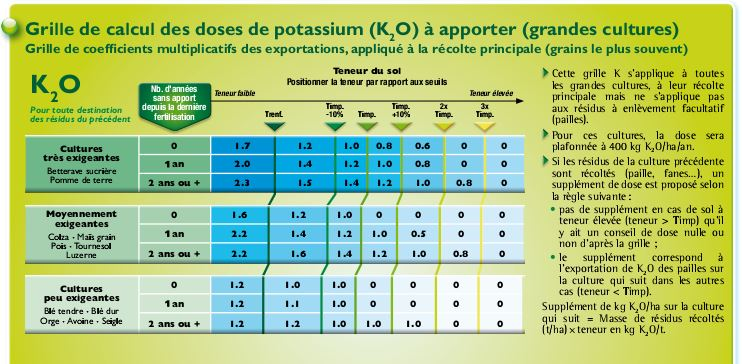 Grille de calcul des doses de potassium (K2O) à apporter (grandes cultures)
Grille de coefficients multiplicatifs des exportations, appliqué à la récolte principale (grains le plus souvent)
K2O
Pour toute destination
des résidus du précédent
Nb. d'années
sans apport
depuis la dernière
fertilisation
Teneur du sol
Positionner la teneur par rapport aux seuils
Teneur faible
Teneur élevée
Trenf.
Timp.
-10%
Timp.
Timp.
+10%
2x
Timp.
3x
Timp.
Cultures
très exigeantes
Betterave sucrière
Pomme de terre
0 1.7 1.2 1.0 0.8 0.6 0 0
1 an 2.0 1.4 1.2 1.0 0.8 0 0
2 ans ou + 2.3 1.5 1.4 1.2 1.0 0.8 0
Moyennement
exigeantes
Colza · Maïs grain
Pois · Tournesol
Luzerne
0 1.6 1.2 1.0 0 0 0 0
1 an 2.2 1.4 1.2 1.0 0.5 0 0
2 ans ou + 2.2 1.6 1.4 1.2 1.0 0.8 0
Cultures
peu exigeantes
Blé tendre · Blé dur
Orge · Avoine · Seigle
0 1.2 1.0 1.0 0 0 0 0
1 an 1.2 1.1 1.0 0 0 0 0
2 ans ou + 1.2 1.2 1.0 1.0 1.0 0 0
Cette grille K s'applique à toutes
les grandes cultures, à leur récolte
principale mais ne s'applique pas
aux résidus à enlèvement facultatif
(pailles).
Pour ces cultures, la dose sera
plafonnée à 400 kg K2O/ha/an.
Si les résidus de la culture précédente
sont récoltés (paille, fanes...), un
supplément de dose est proposé selon
la règle suivante :
• pas de supplément en cas de sol à
teneur élevée (teneur > Timp) qu'il
y ait un conseil de dose nulle ou
non d'après la grille ;
• le supplément correspond à
l'exportation de K2O des pailles sur
la culture qui suit dans les autres
cas (teneur < Timp).
Supplément de kg K2O/ha sur la culture
qui suit = Masse de résidus récoltés
(t/ha) x teneur en kg K2O/t.